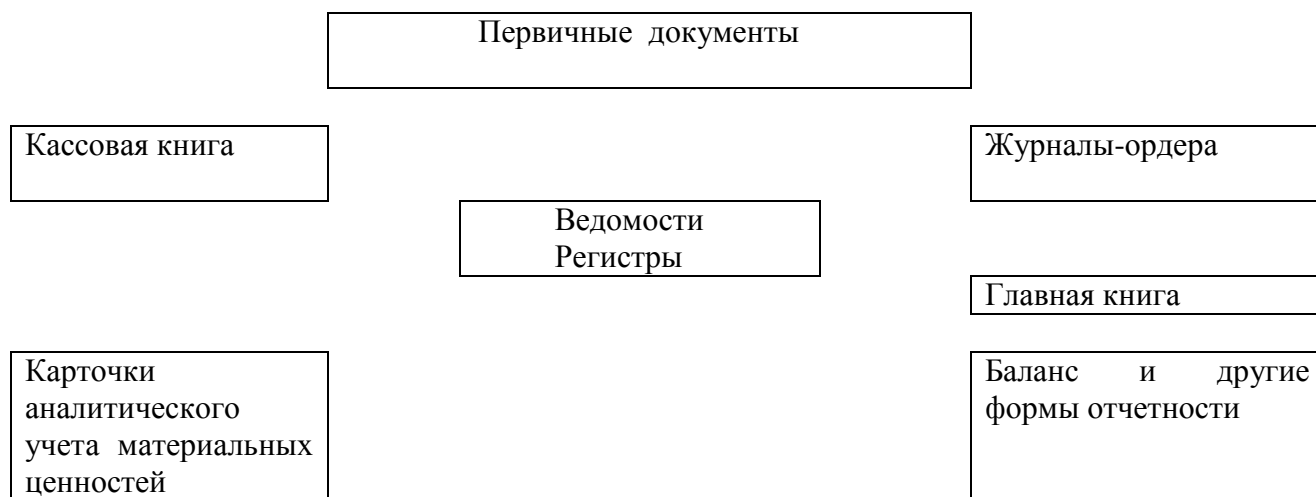 Первичные документы
Кассовая книга
Журналы-ордера
Ведомости
Регистры
Главная книга
Карточки
аналитического
учета материальных
ценностей
Баланс и другие
формы отчетности